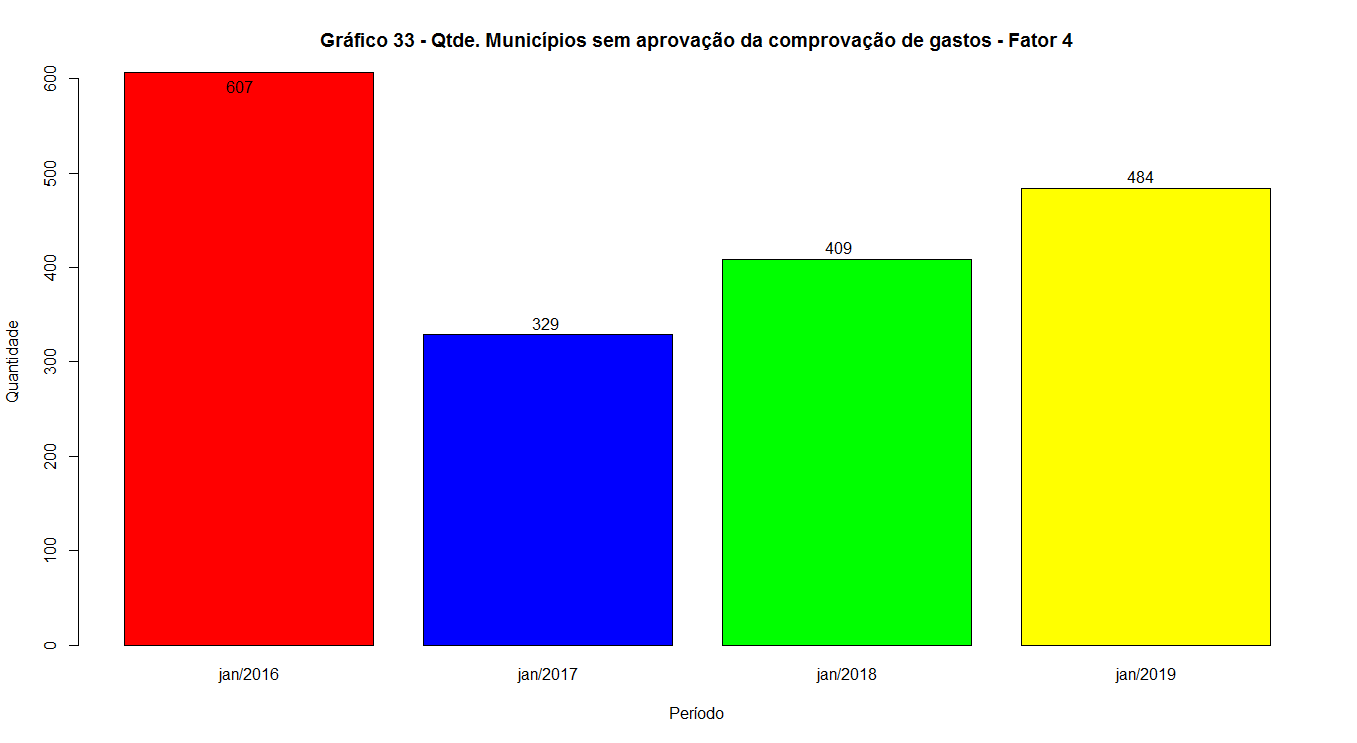 Gráfico 33 - Qtde. Municípios sem aprovação da comprovação de gastos - Fator 4
600
500
400
300
200
100
0
Quantidade
607
329
409
484
jan/2016
jan/2017
jan/2018
jan/2019
Período